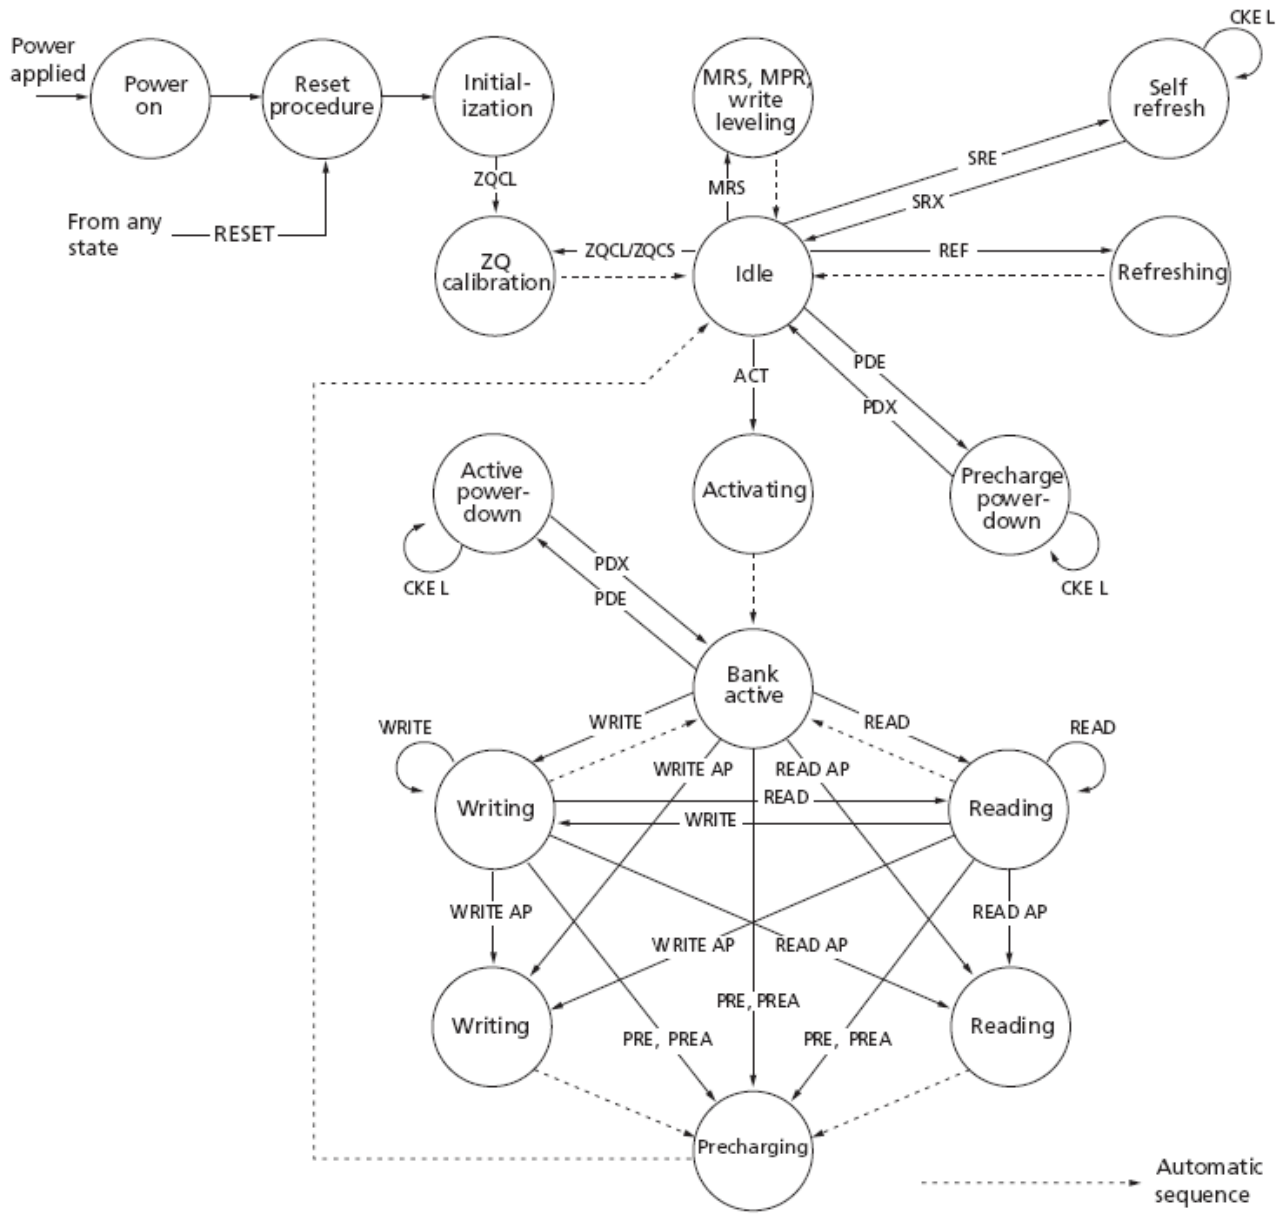 Power
applied
Power
on
Reset
procedure
Initial-
ization
MRS, MPR,
write
leveling
Self
refresh
CKE L
ZQCL
From any
state
RESET
MRS
SRE
SRX
ZQ
calibration
ZQCL/ZQCS
Idle
REF
Refreshing
ACT
PDE
PDX
Active
power-
down
CKE L
Activating
Precharge
power-
down
CKE L
PDX
PDE
Bank
active
WRITE
WRITE
READ
READ
WRITE AP
READ AP
Writing
READ
WRITE
Reading
WRITE AP
READ AP
WRITE AP
READ AP
Writing
PRE, PREA
Reading
PRE, PREA
PRE, PREA
Precharging
Automatic
sequence